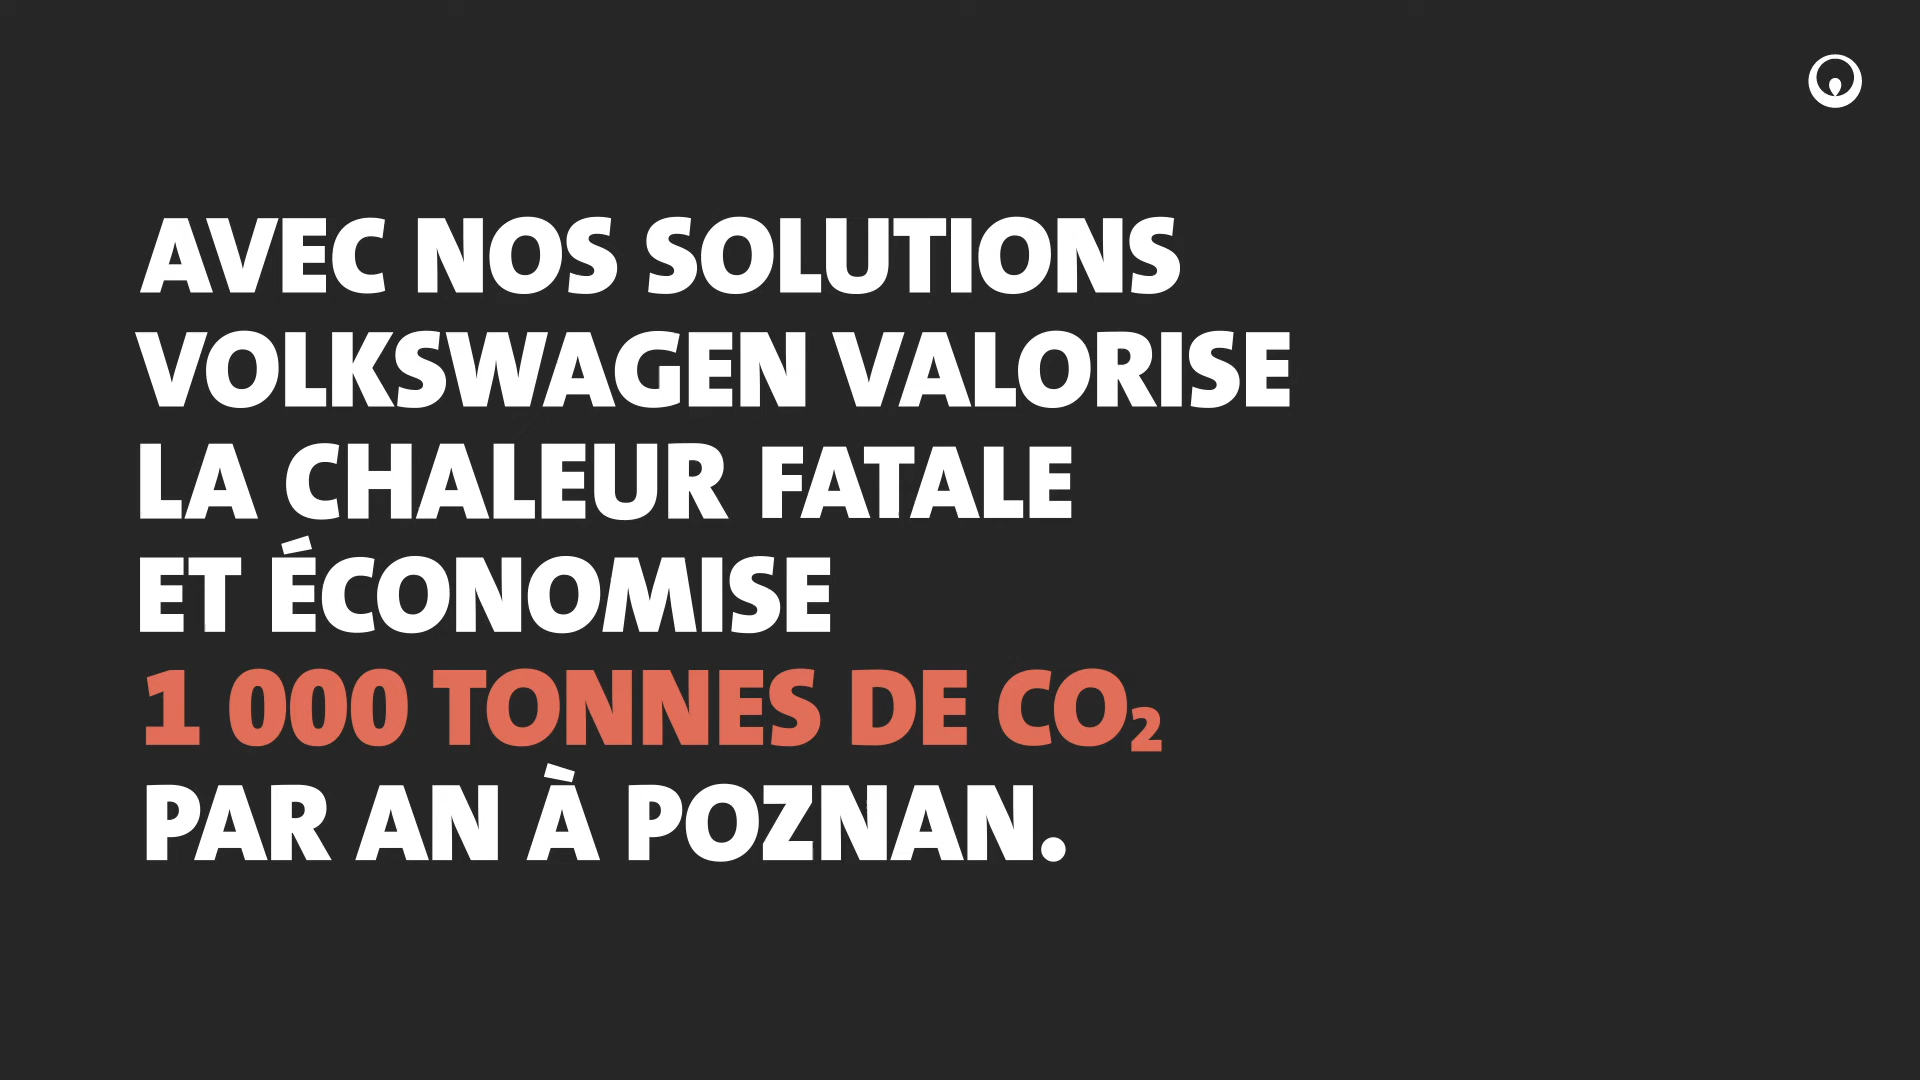 AVEC NOS SOLUTIONS
VOLKSWAGEN VALORISE
LA CHALEUR FATALE
ET ÉCONOMISE
1 000 TONNES DE CO₂
PAR AN À POZNAN.